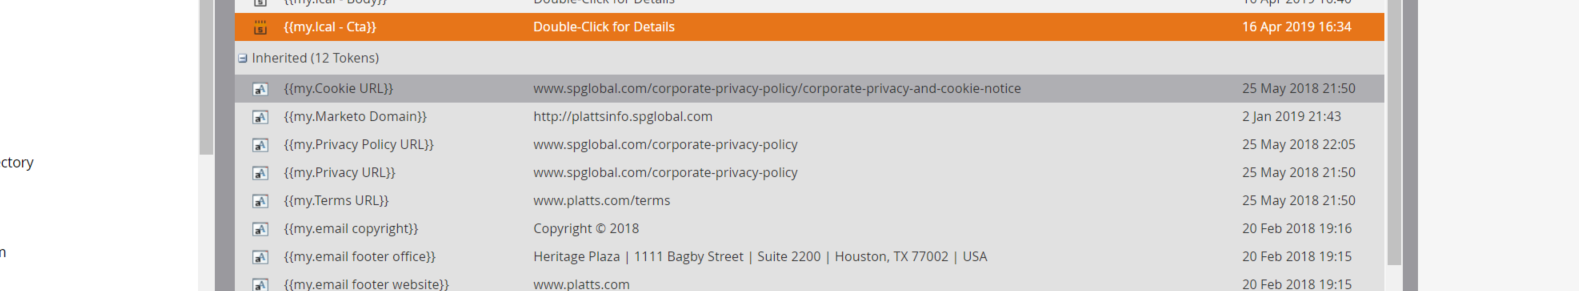 {{my.Ical - Body}} Double-Click for Details 16 Apr 2019 16:40
{{my.Ical - Cta}} Double-Click for Details 16 Apr 2019 16:34
Inherited (12 Tokens)
{{my.Cookie URL}} www.spglobal.com/corporate-privacy-policy/corporate-privacy-and-cookie-notice 25 May 2018 21:50
{{my.Marketo Domain}} http://plattsinfo.spglobal.com 2 Jan 2019 21:43
{{my.Privacy Policy URL}} www.spglobal.com/corporate-privacy-policy 25 May 2018 22:05
ectory
{{my.Privacy URL}} www.spglobal.com/corporate-privacy-policy 25 May 2018 21:50
{{my.Terms URL}} www.platts.com/terms 25 May 2018 21:50
{{my.email copyright}} Copyright © 2018 20 Feb 2018 19:16
m
{{my.email footer office}} Heritage Plaza | 1111 Bagby Street | Suite 2200 | Houston, TX 77002 | USA 20 Feb 2018 19:15
{{my.email footer website}} www.platts.com 20 Feb 2018 19:15